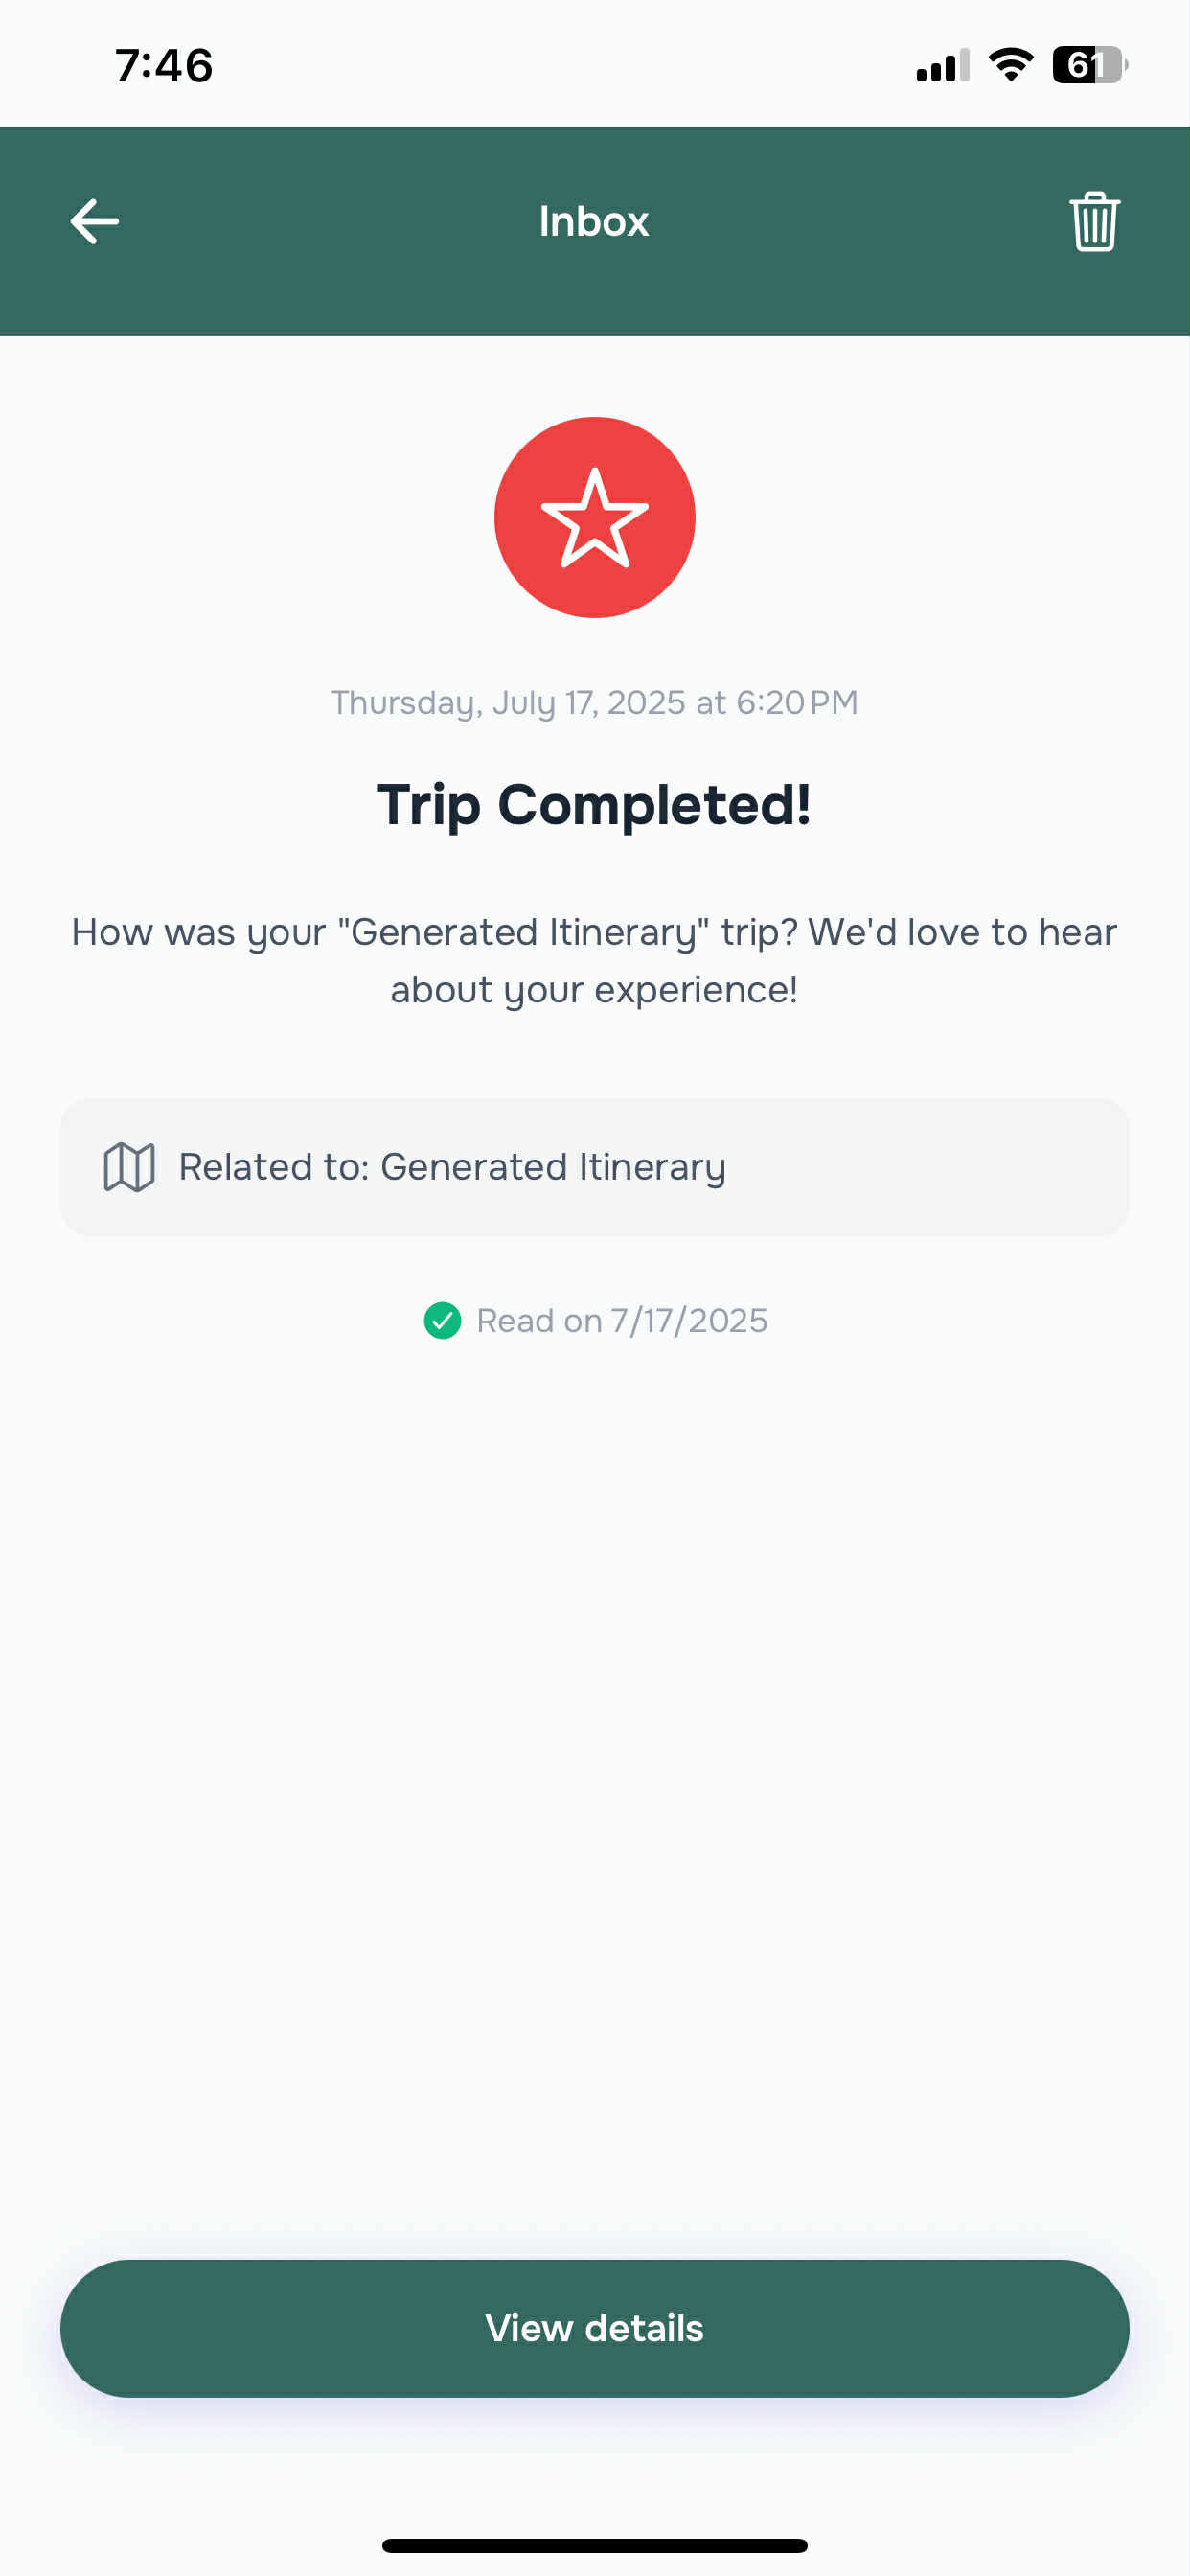 7:46
61
Inbox
Thursday, July 17, 2025 at 6:20 PM
Trip Completed!
How was your "Generated Itinerary" trip? We'd love to hear
about your experience!
Related to: Generated Itinerary
Read on 7/17/2025
View details